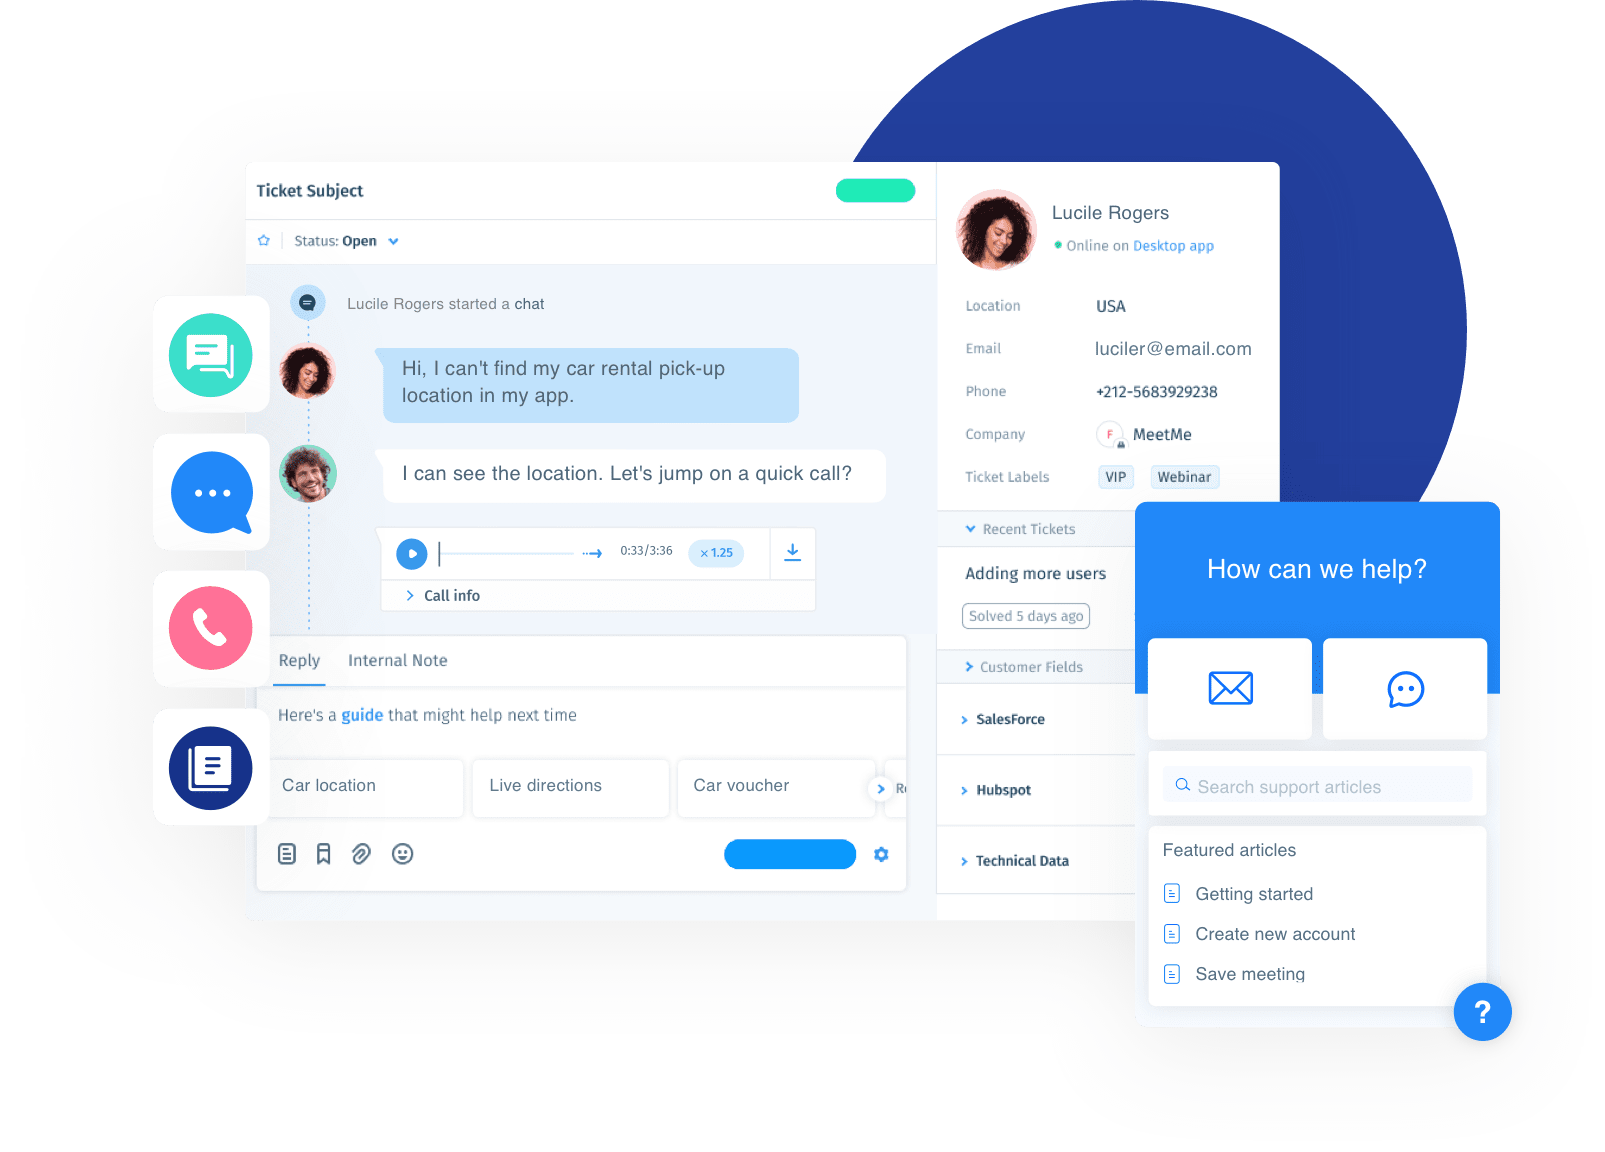 Ticket Subject
Status: Open
Lucile Rogers started a chat
Hi, I can't find my car rental pick-up
location in my app.
I can see the location. Let's jump on a quick call?
0:33/3:36
× 1.25
Call info
Reply
Internal Note
Here's a guide that might help next time
Car location
Live directions
Car voucher
Lucile Rogers
Online on Desktop app
Location USA
Email luciler@email.com
Phone +212-5683929238
Company F MeetMe
Ticket Labels VIP Webinar
Recent Tickets
Adding more users
Solved 5 days ago
Customer Fields
SalesForce
Hubspot
Technical Data
How can we help?
Search support articles
Featured articles
Getting started
Create new account
Save meeting
?